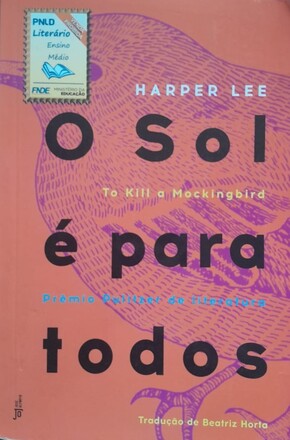 PNLD
Literário
Ensino
Médio
FNDE
MINISTÉRIO DA
EDUCAÇÃO
HARPER LEE
O Sol
To Kill a Mockingbird
é para
Prêmio Pulitzer de literatura
todos
Tradução de Beatriz Horta